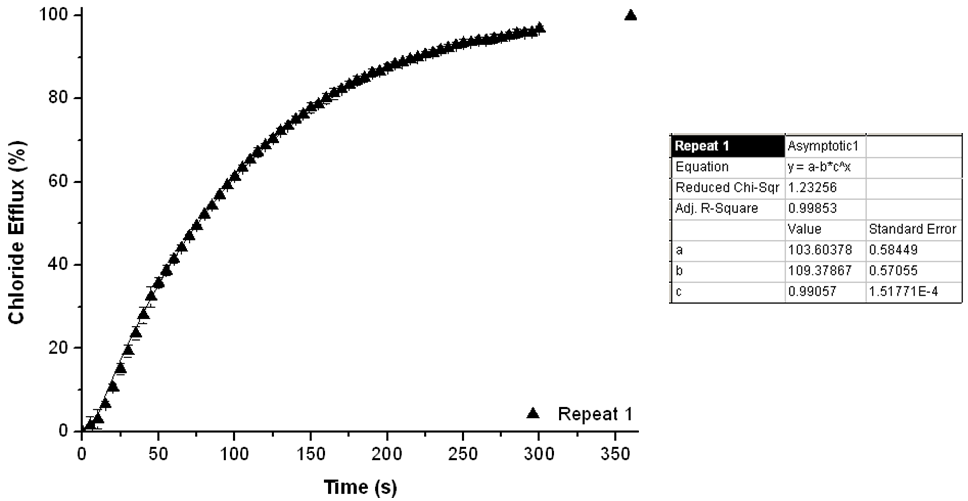 100
80
60
40
20
0
Chloride Efflux (%)
0 50 100 150 200 250 300 350
Time (s)
Repeat 1
Repeat 1 Asymptotic1
Equation y = a-b*c^x
Reduced Chi-Sqr 1.23256
Adj. R-Square 0.99853
Value Standard Error
a 103.60378 0.58449
b 109.37867 0.57055
c 0.99057 1.51771E-4